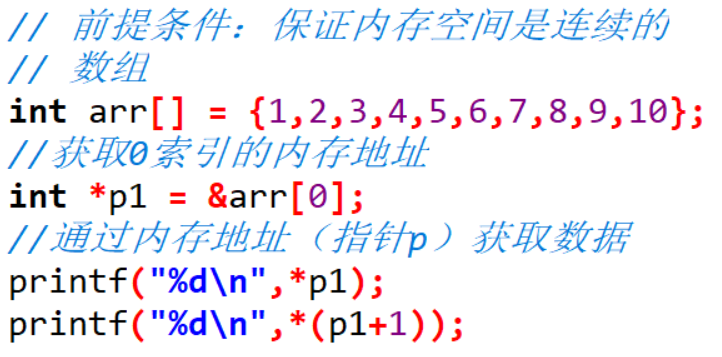 // 前提条件：保证内存空间是连续的
// 数组
int arr[] = {1,2,3,4,5,6,7,8,9,10};
//获取0索引的内存地址
int *p1 = &arr[0];
//通过内存地址（指针p）获取数据
printf("%d\n",*p1);
printf("%d\n",*(p1+1));